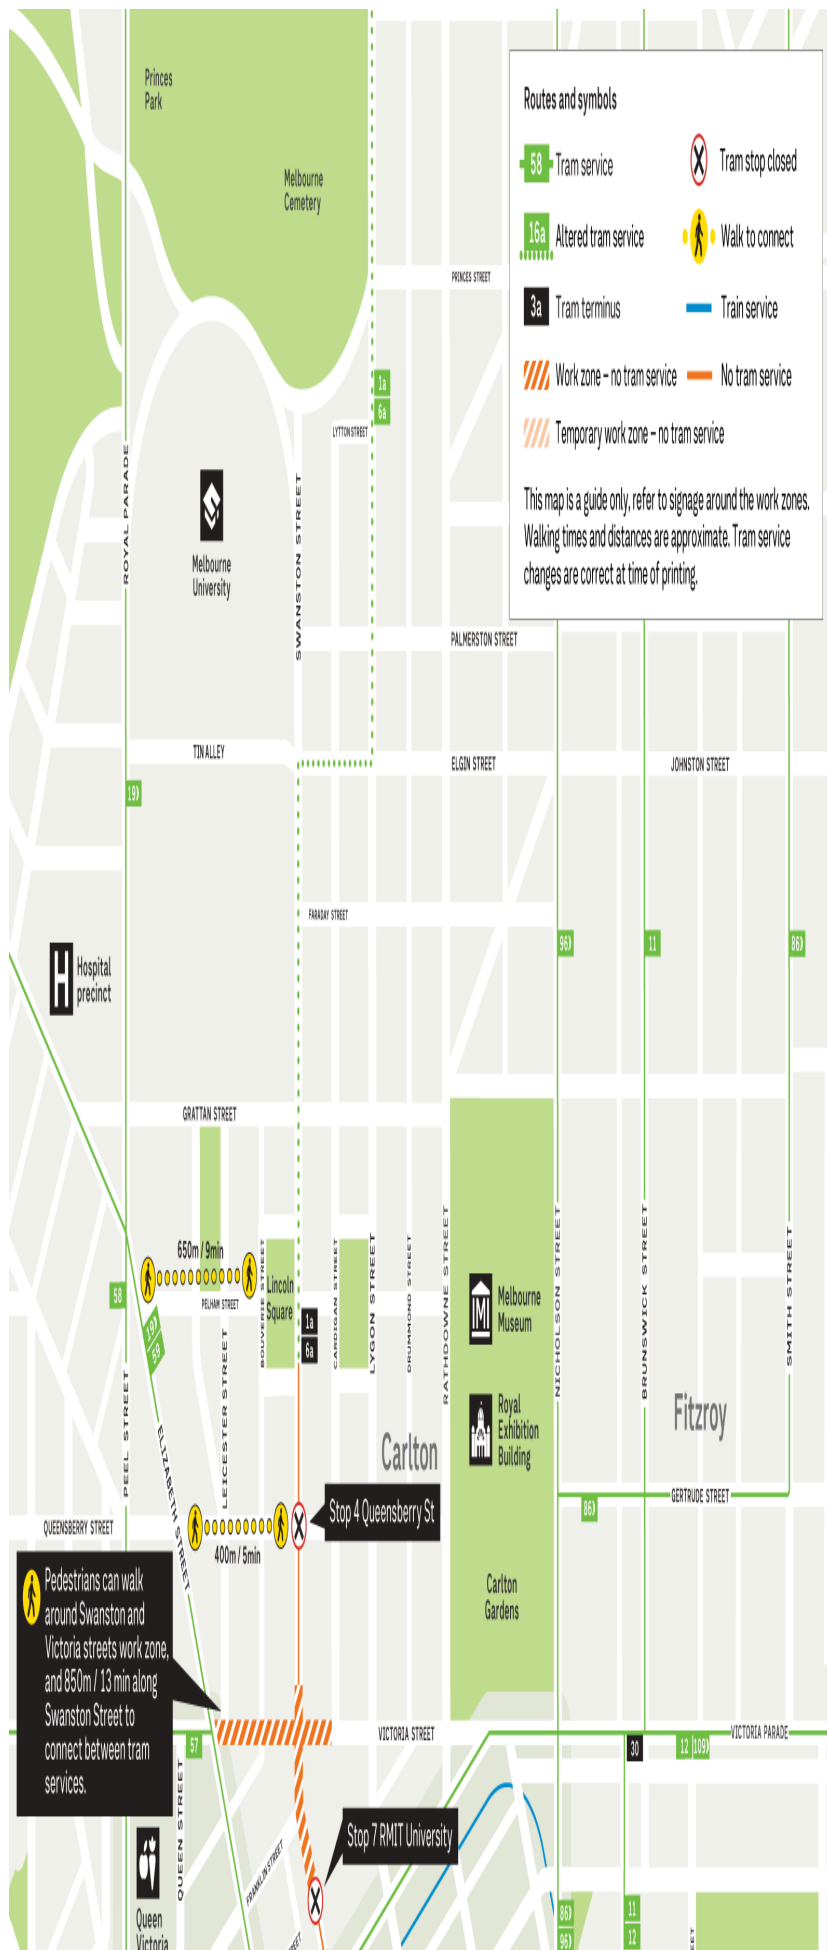 Princes
Park
Melbourne
Cemetery
Routes and symbols
58 Tram service
Tram stop closed
16a Altered tram service
Walk to connect
3a Tram terminus
Train service
Work zone – no tram service
No tram service
Temporary work zone – no tram service
This map is a guide only, refer to signage around the work zones.
Walking times and distances are approximate. Tram service
changes are correct at time of printing.
PRINCES STREET
1a
6a
LYTTON STREET
ROYAL PARADE
SWANSTON STREET
Melbourne
University
PALMERSTON STREET
TIN ALLEY
ELGIN STREET
JOHNSTON STREET
19
FARADAY STREET
96
11
86
H
Hospital
precinct
GRATTAN STREET
650m / 9min
58
PELHAM STREET
BOUVERIE STREET
Lincoln
Square
1a
6a
CARDIGAN STREET
LYGON STREET
DRUMMOND STREET
RATHDOWNE STREET
Melbourne
Museum
NICHOLSON STREET
BRUNSWICK STREET
SMITH STREET
19
59
PEEL STREET
ELIZABETH STREET
LEICESTER STREET
Carlton
Royal
Exhibition
Building
Fitzroy
GERTRUDE STREET
86
Stop 4 Queensberry St
QUEENSBERRY STREET
400m / 5min
Carlton
Gardens
Pedestrians can walk
around Swanston and
Victoria streets work zone,
and 850m / 13 min along
Swanston Street to
connect between tram
services.
57
VICTORIA STREET
VICTORIA PARADE
30
12 109
QUEEN STREET
FRANKLIN STREET
Stop 7 RMIT University
Queen
Victoria
STREET
86
96
11
12
EET